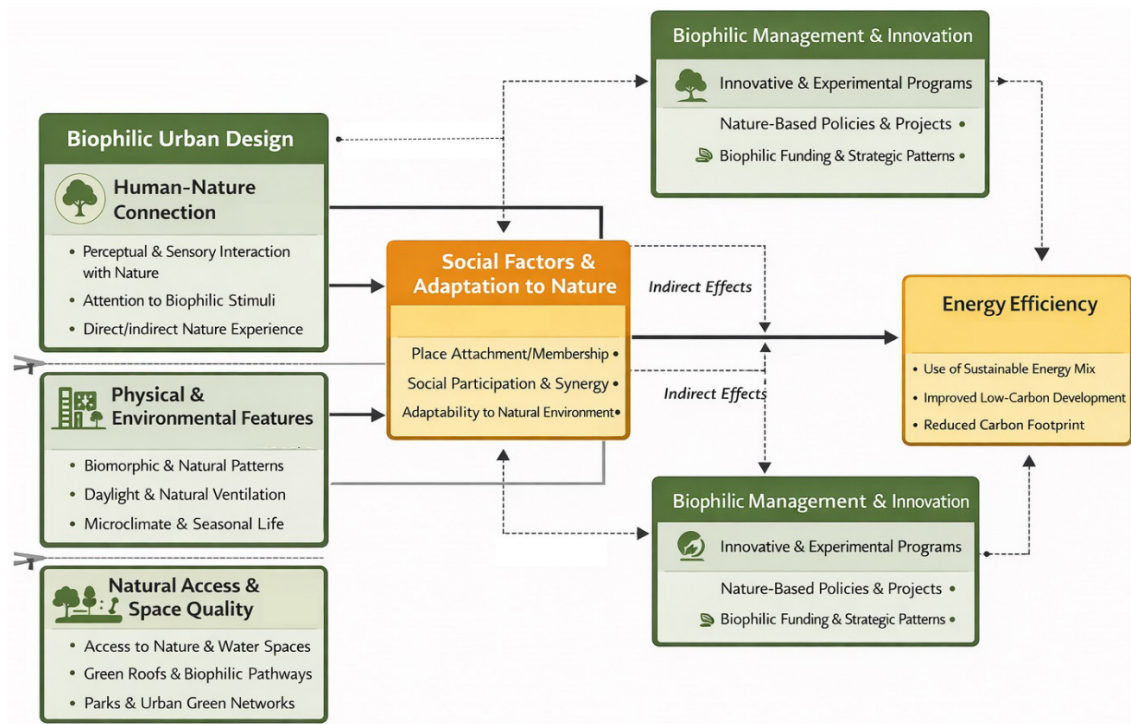 Biophilic Management & Innovation
Innovative & Experimental Programs
Nature-Based Policies & Projects •
Biophilic Funding & Strategic Patterns •
Biophilic Urban Design
Human-Nature
Connection
• Perceptual & Sensory Interaction
with Nature
• Attention to Biophilic Stimuli
• Direct/indirect Nature Experience
Physical &
Environmental Features
• Biomorphic & Natural Patterns
• Daylight & Natural Ventilation
• Microclimate & Seasonal Life
Natural Access &
Space Quality
• Access to Nature & Water Spaces
• Green Roofs & Biophilic Pathways
• Parks & Urban Green Networks
Social Factors &
Adaptation to Nature
Place Attachment/Membership •
Social Participation & Synergy •
Adaptability to Natural Environment •
Indirect Effects
Indirect Effects
Energy Efficiency
• Use of Sustainable Energy Mix
• Improved Low-Carbon Development
• Reduced Carbon Footprint
Biophilic Management & Innovation
Innovative & Experimental Programs
Nature-Based Policies & Projects •
Biophilic Funding & Strategic Patterns •